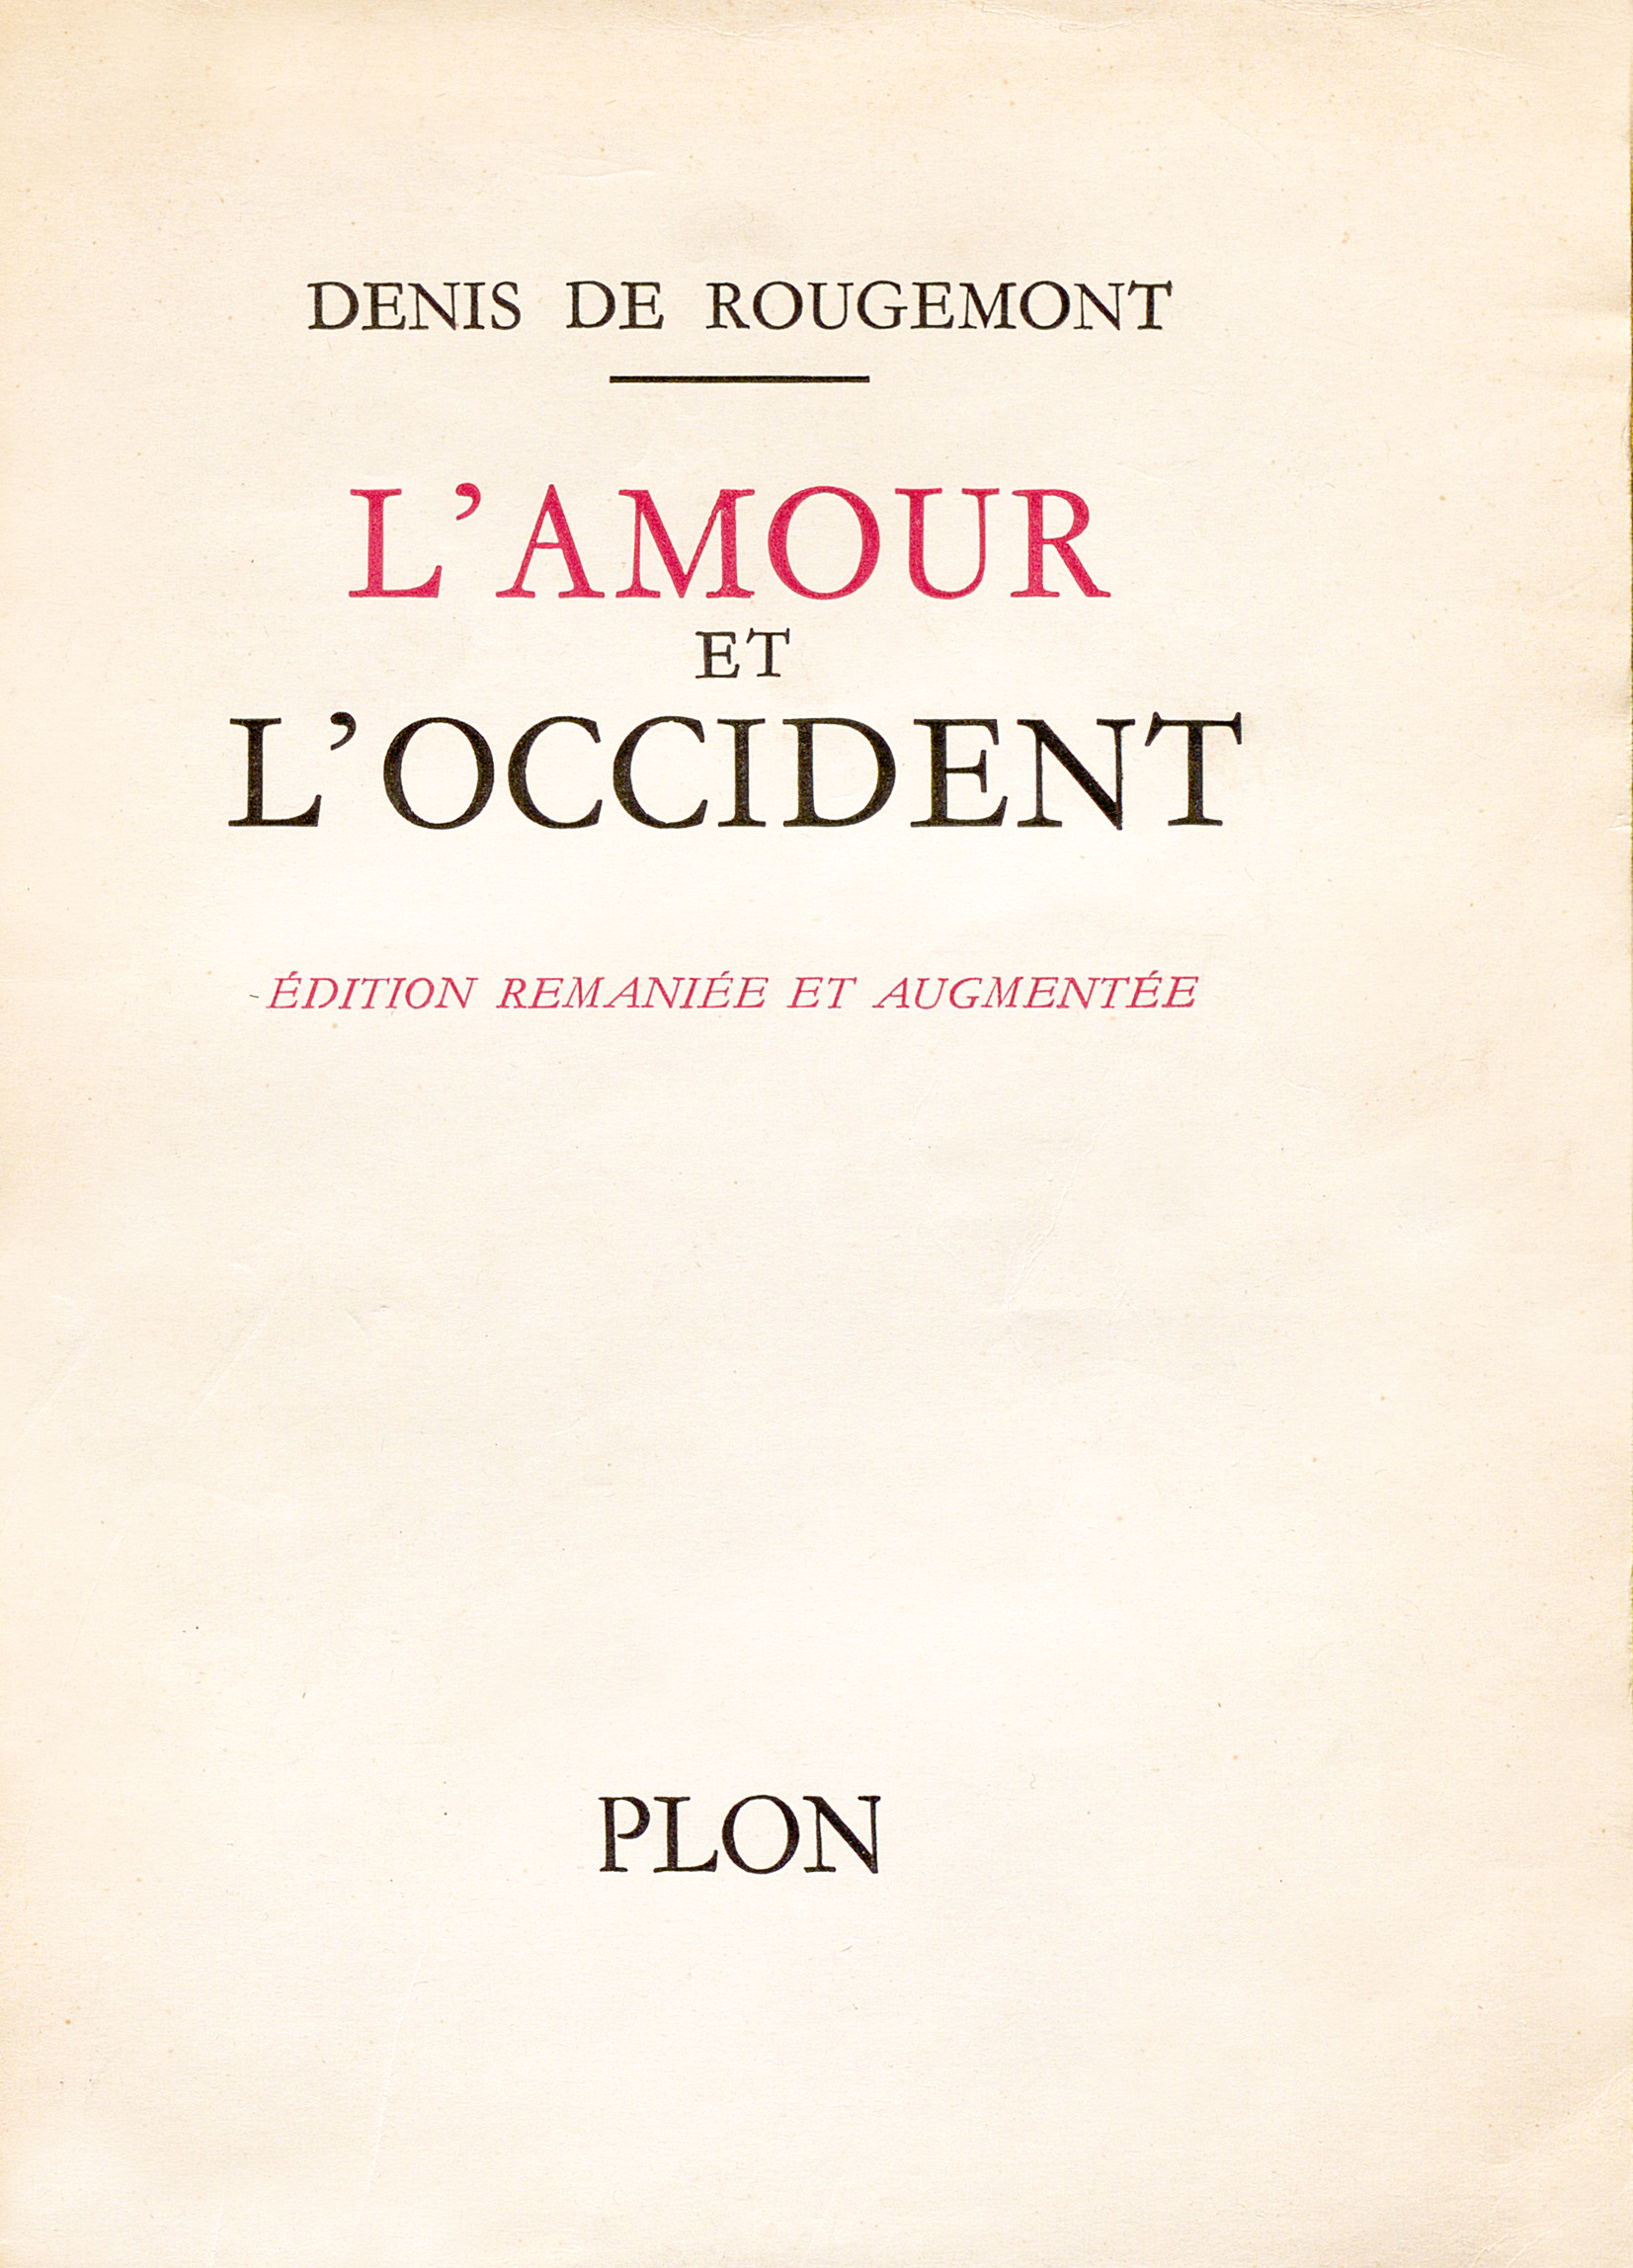 DENIS DE ROUGEMONT
L’AMOUR
ET
L’OCCIDENT
ÉDITION REMANIÉE ET AUGMENTÉE
PLON